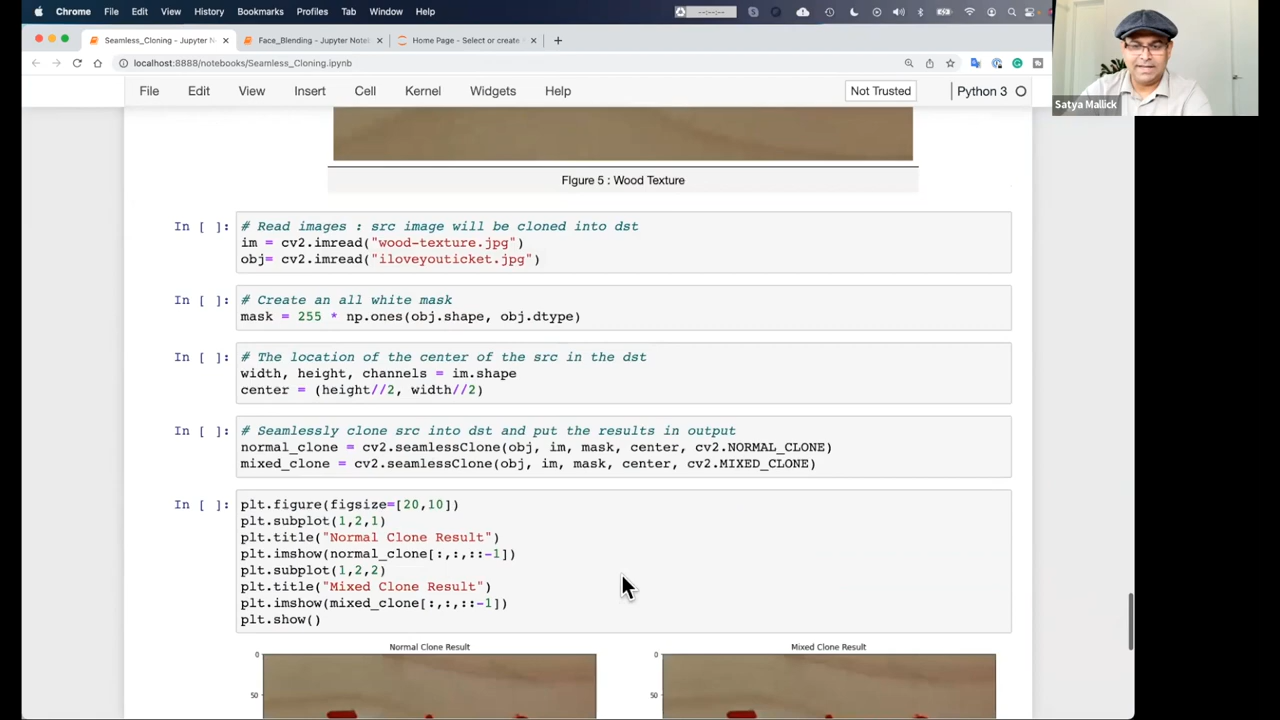 Chrome File Edit View History Bookmarks Profiles Tab Window Help --:--:--
Seamless_Cloning - Jupyter N Face_Blending - Jupyter Note Home Page - Select or create
localhost:8888/notebooks/Seamless_Cloning.ipynb
Satya Mallick
File Edit View Insert Cell Kernel Widgets Help Not Trusted Python 3
Figure 5 : Wood Texture
In [ ]: # Read images : src image will be cloned into dst
im = cv2.imread("wood-texture.jpg")
obj= cv2.imread("iloveyouticket.jpg")
In [ ]: # Create an all white mask
mask = 255 * np.ones(obj.shape, obj.dtype)
In [ ]: # The location of the center of the src in the dst
width, height, channels = im.shape
center = (height//2, width//2)
In [ ]: # Seamlessly clone src into dst and put the results in output
normal_clone = cv2.seamlessClone(obj, im, mask, center, cv2.NORMAL_CLONE)
mixed_clone = cv2.seamlessClone(obj, im, mask, center, cv2.MIXED_CLONE)
In [ ]: plt.figure(figsize=[20,10])
plt.subplot(1,2,1)
plt.title("Normal Clone Result")
plt.imshow(normal_clone[:,:,::-1])
plt.subplot(1,2,2)
plt.title("Mixed Clone Result")
plt.imshow(mixed_clone[:,:,::-1])
plt.show()
Normal Clone Result Mixed Clone Result
0 0
50 50